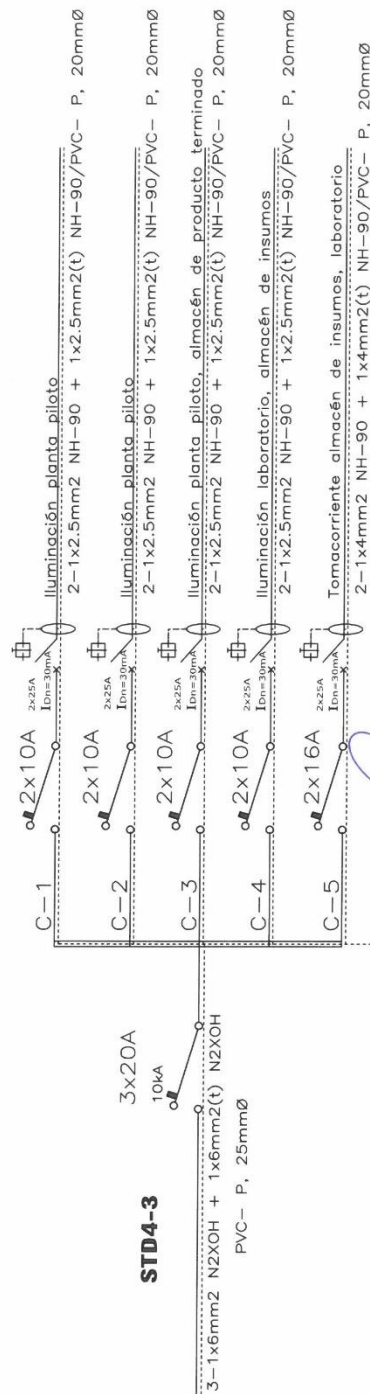 STD4-3
3x20A
10kA
3-1x6mm2 N2XOH + 1x6mm2(t) N2XOH
PVC- P, 25mmØ
C-1
2x10A
2x25A
IDn=30mA
Iluminación planta piloto
2-1x2.5mm2 NH-90 + 1x2.5mm2(t) NH-90/PVC- P, 20mmØ
C-2
2x10A
2x25A
IDn=30mA
Iluminación planta piloto
2-1x2.5mm2 NH-90 + 1x2.5mm2(t) NH-90/PVC- P, 20mmØ
C-3
2x10A
2x25A
IDn=30mA
Iluminación planta piloto, almacén de producto terminado
2-1x2.5mm2 NH-90 + 1x2.5mm2(t) NH-90/PVC- P, 20mmØ
C-4
2x10A
2x25A
IDn=30mA
Iluminación laboratorio, almacén de insumos
2-1x2.5mm2 NH-90 + 1x2.5mm2(t) NH-90/PVC- P, 20mmØ
C-5
2x16A
2x25A
IDn=30mA
Tomacorriente almacén de insumos, laboratorio
2-1x4mm2 NH-90 + 1x4mm2(t) NH-90/PVC- P, 20mmØ